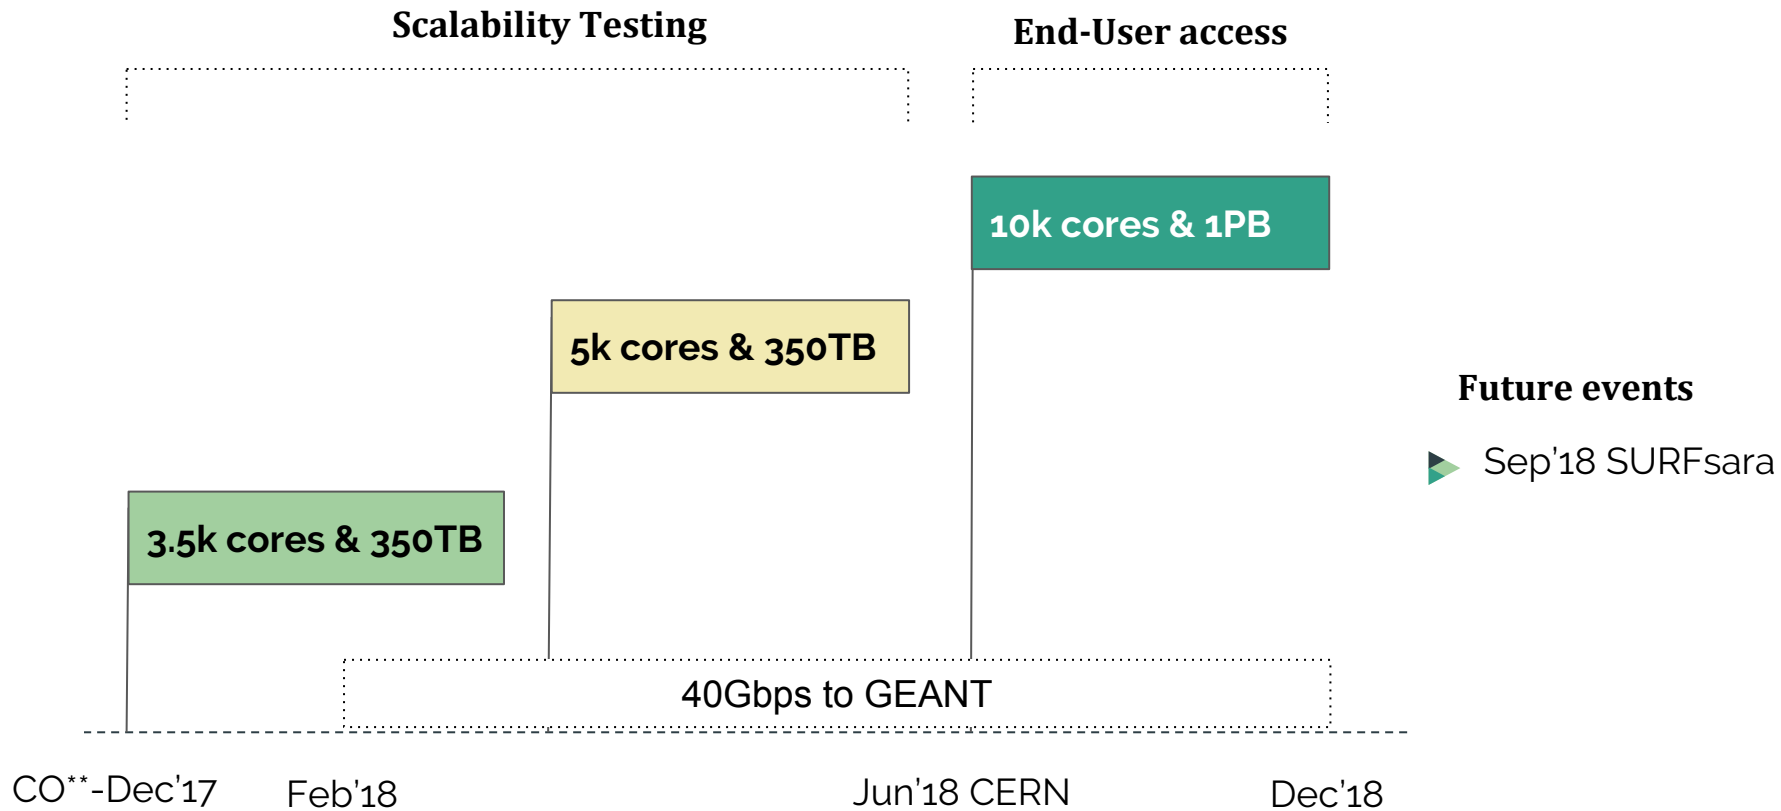 Scalability Testing
End-User access
10k cores & 1PB
5k cores & 350TB
Future events
Sep’18 SURFsara
3.5k cores & 350TB
40Gbps to GEANT
CO**-Dec’17
Feb’18
Jun’18 CERN
Dec’18